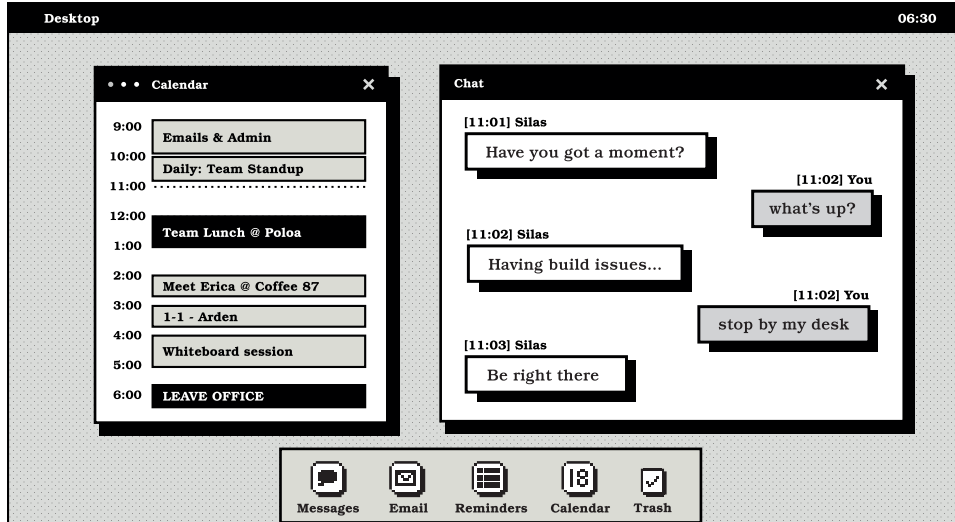 Desktop 06:30
Calendar
9:00
Emails & Admin
10:00
Daily: Team Standup
11:00
12:00
Team Lunch @ Poloa
1:00
2:00
Meet Erica @ Coffee 87
3:00
1-1 - Arden
4:00
Whiteboard session
5:00
6:00 LEAVE OFFICE
Chat
[11:01] Silas
Have you got a moment?
[11:02] You
what's up?
[11:02] Silas
Having build issues...
[11:02] You
stop by my desk
[11:03] Silas
Be right there
18
Messages Email Reminders Calendar Trash